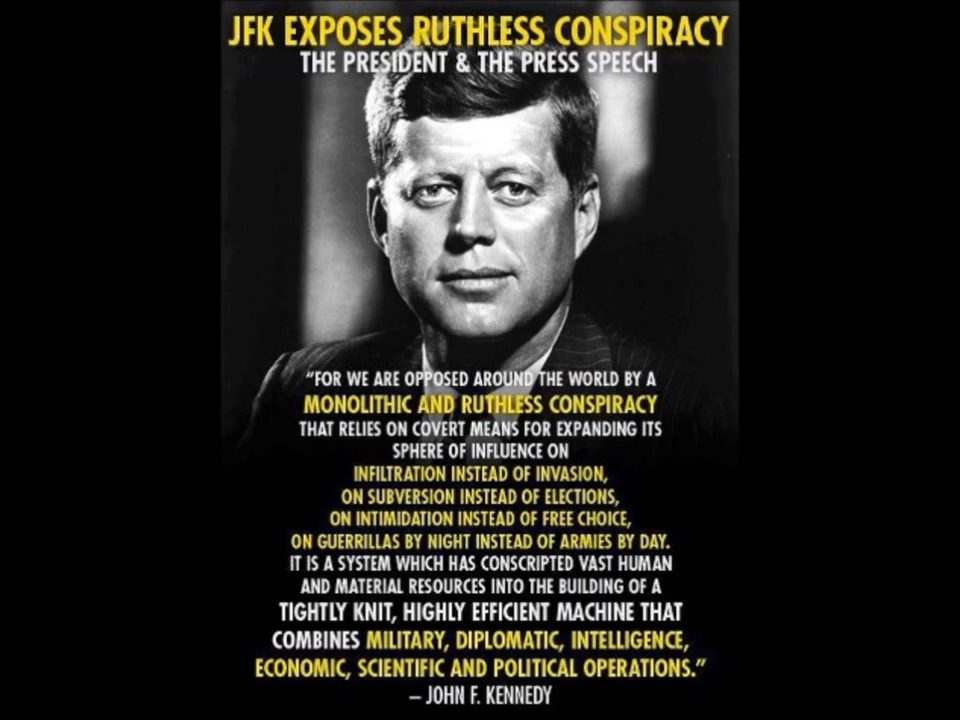 JFK EXPOSES RUTHLESS CONSPIRACY
THE PRESIDENT & THE PRESS SPEECH
“FOR WE ARE OPPOSED AROUND THE WORLD BY A
MONOLITHIC AND RUTHLESS CONSPIRACY
THAT RELIES ON COVERT MEANS FOR EXPANDING ITS
SPHERE OF INFLUENCE ON
INFILTRATION INSTEAD OF INVASION,
ON SUBVERSION INSTEAD OF ELECTIONS,
ON INTIMIDATION INSTEAD OF FREE CHOICE,
ON GUERRILLAS BY NIGHT INSTEAD OF ARMIES BY DAY.
IT IS A SYSTEM WHICH HAS CONSCRIPTED VAST HUMAN
AND MATERIAL RESOURCES INTO THE BUILDING OF A
TIGHTLY KNIT, HIGHLY EFFICIENT MACHINE THAT
COMBINES MILITARY, DIPLOMATIC, INTELLIGENCE,
ECONOMIC, SCIENTIFIC AND POLITICAL OPERATIONS.”
– JOHN F. KENNEDY